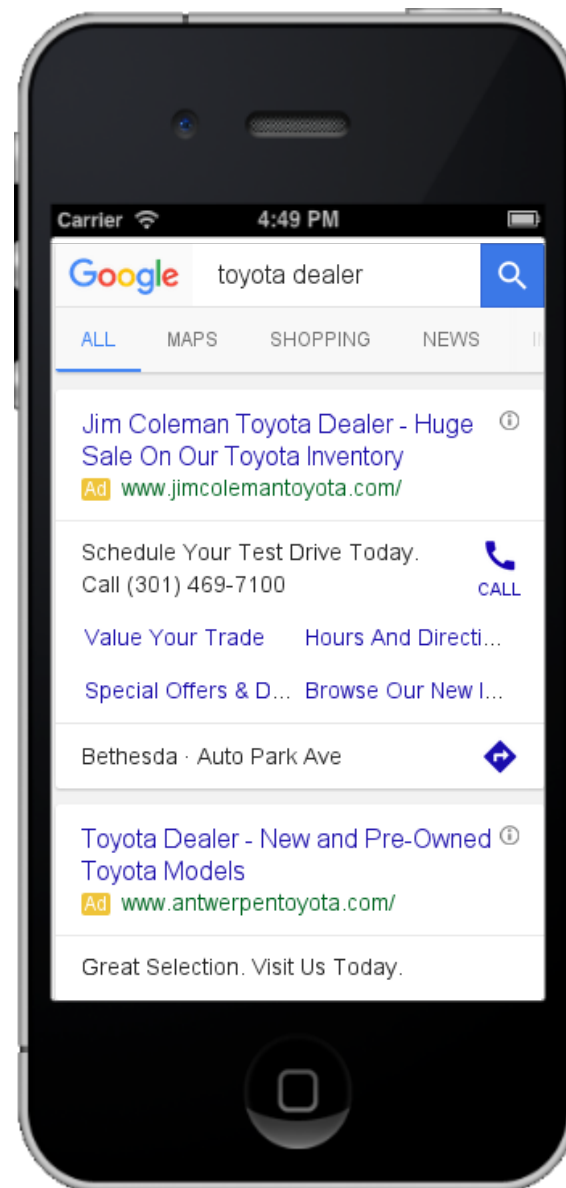 Carrier 4:49 PM
Google toyota dealer
ALL MAPS SHOPPING NEWS
Jim Coleman Toyota Dealer - Huge
Sale On Our Toyota Inventory
Ad www.jimcolemantoyota.com/
Schedule Your Test Drive Today.
Call (301) 469-7100
CALL
Value Your Trade Hours And Directi...
Special Offers & D... Browse Our New I...
Bethesda · Auto Park Ave
Toyota Dealer - New and Pre-Owned
Toyota Models
Ad www.antwerpentoyota.com/
Great Selection. Visit Us Today.